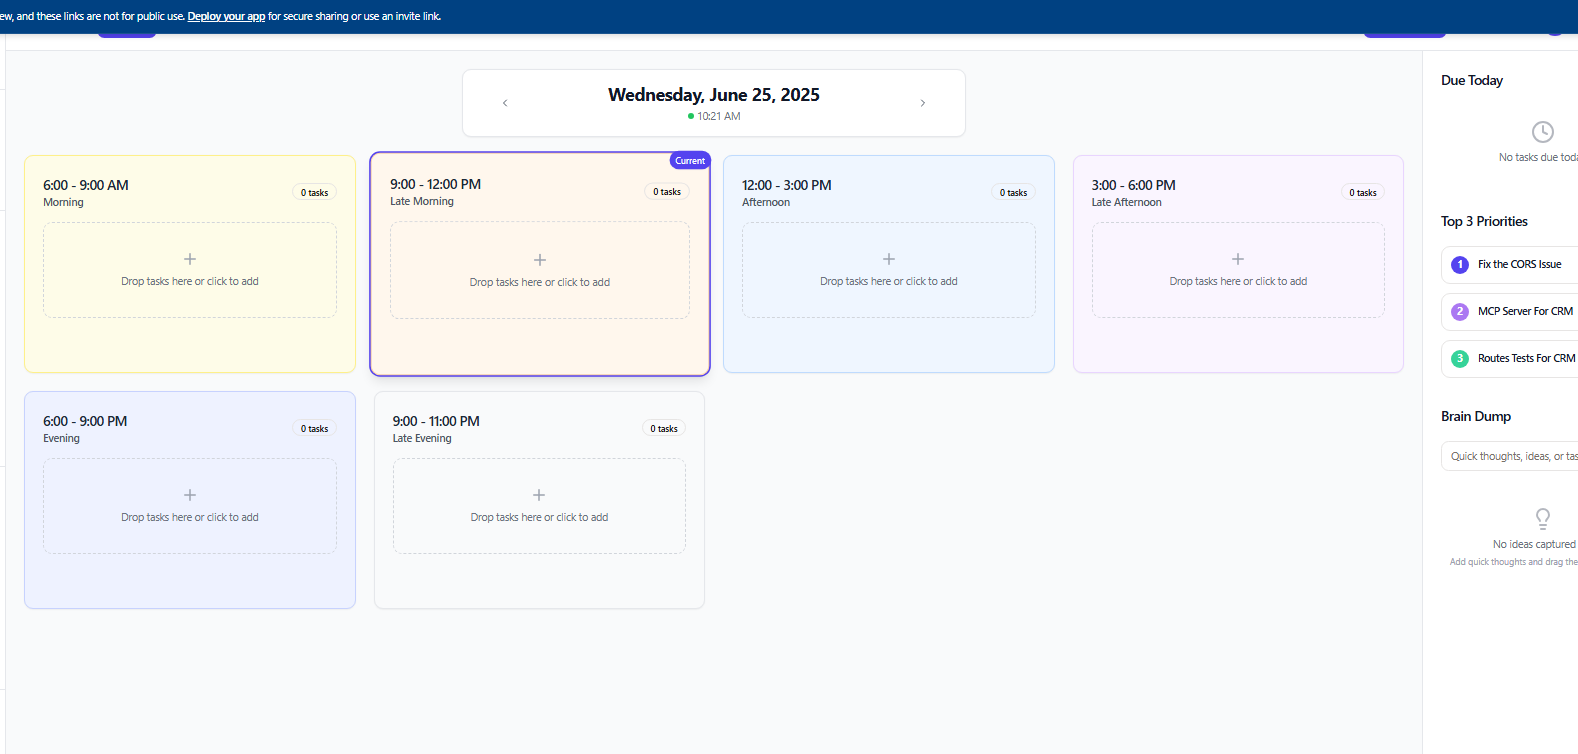 ew, and these links are not for public use. Deploy your app for secure sharing or use an invite link.
Wednesday, June 25, 2025
10:21 AM
6:00 - 9:00 AM
Morning
0 tasks
Drop tasks here or click to add
Current
9:00 - 12:00 PM
Late Morning
0 tasks
Drop tasks here or click to add
12:00 - 3:00 PM
Afternoon
0 tasks
Drop tasks here or click to add
3:00 - 6:00 PM
Late Afternoon
0 tasks
Drop tasks here or click to add
6:00 - 9:00 PM
Evening
0 tasks
Drop tasks here or click to add
9:00 - 11:00 PM
Late Evening
0 tasks
Drop tasks here or click to add
Due Today
No tasks due toda
Top 3 Priorities
1 Fix the CORS Issue
2 MCP Server For CRM
3 Routes Tests For CRM
Brain Dump
Quick thoughts, ideas, or tas
No ideas captured
Add quick thoughts and drag the